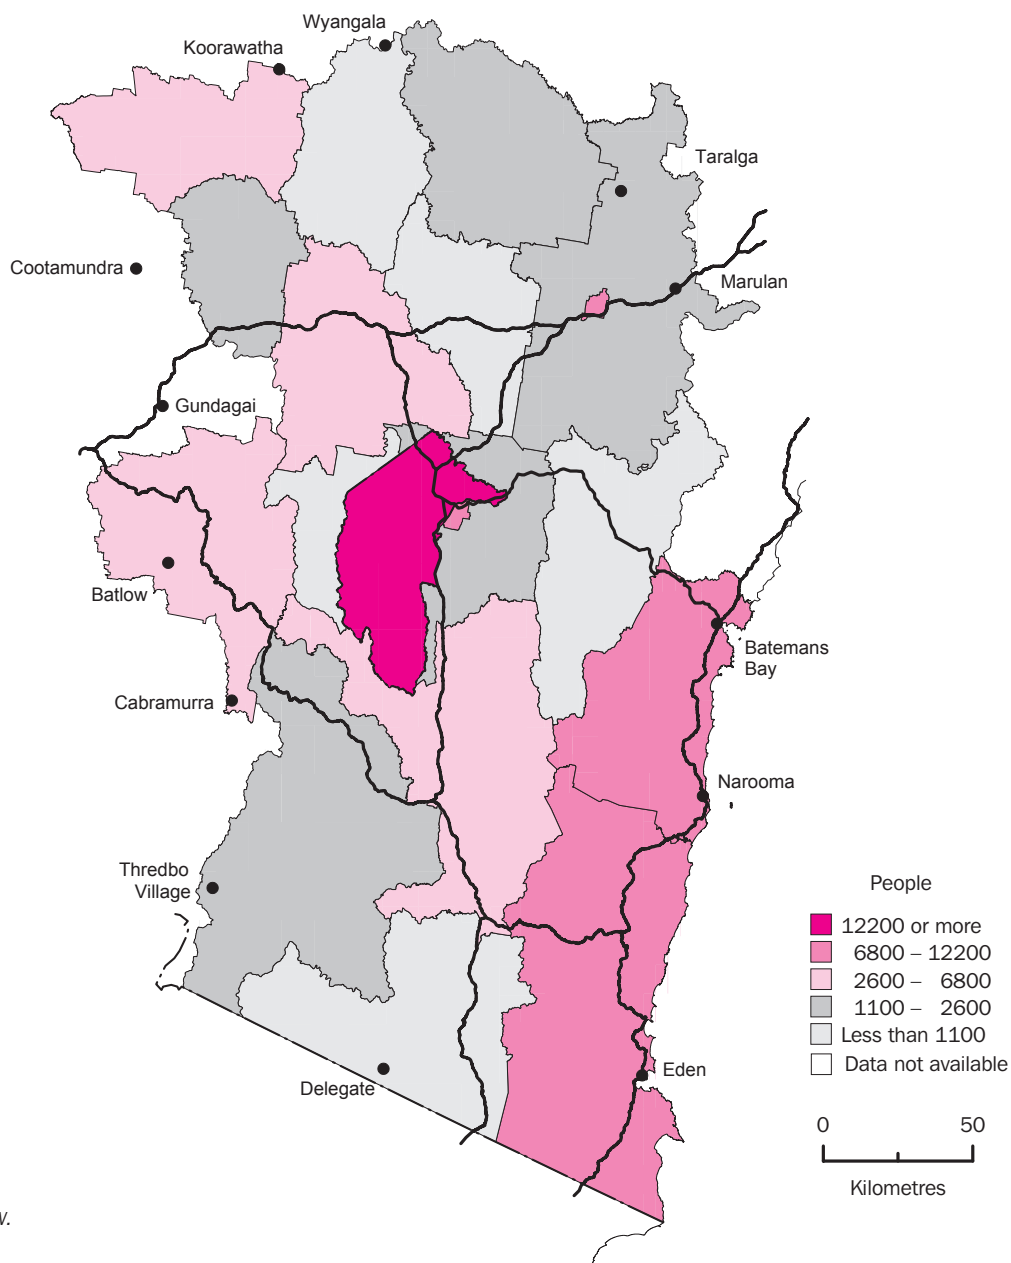 Wyangala
Koorawatha
Taralga
Cootamundra
Marulan
Gundagai
Batlow
Batemans
Bay
Cabramurra
Narooma
Thredbo
Village
People
12200 or more
6800 – 12200
2600 – 6800
1100 – 2600
Less than 1100
Data not available
Eden
Delegate
0 50
Kilometres